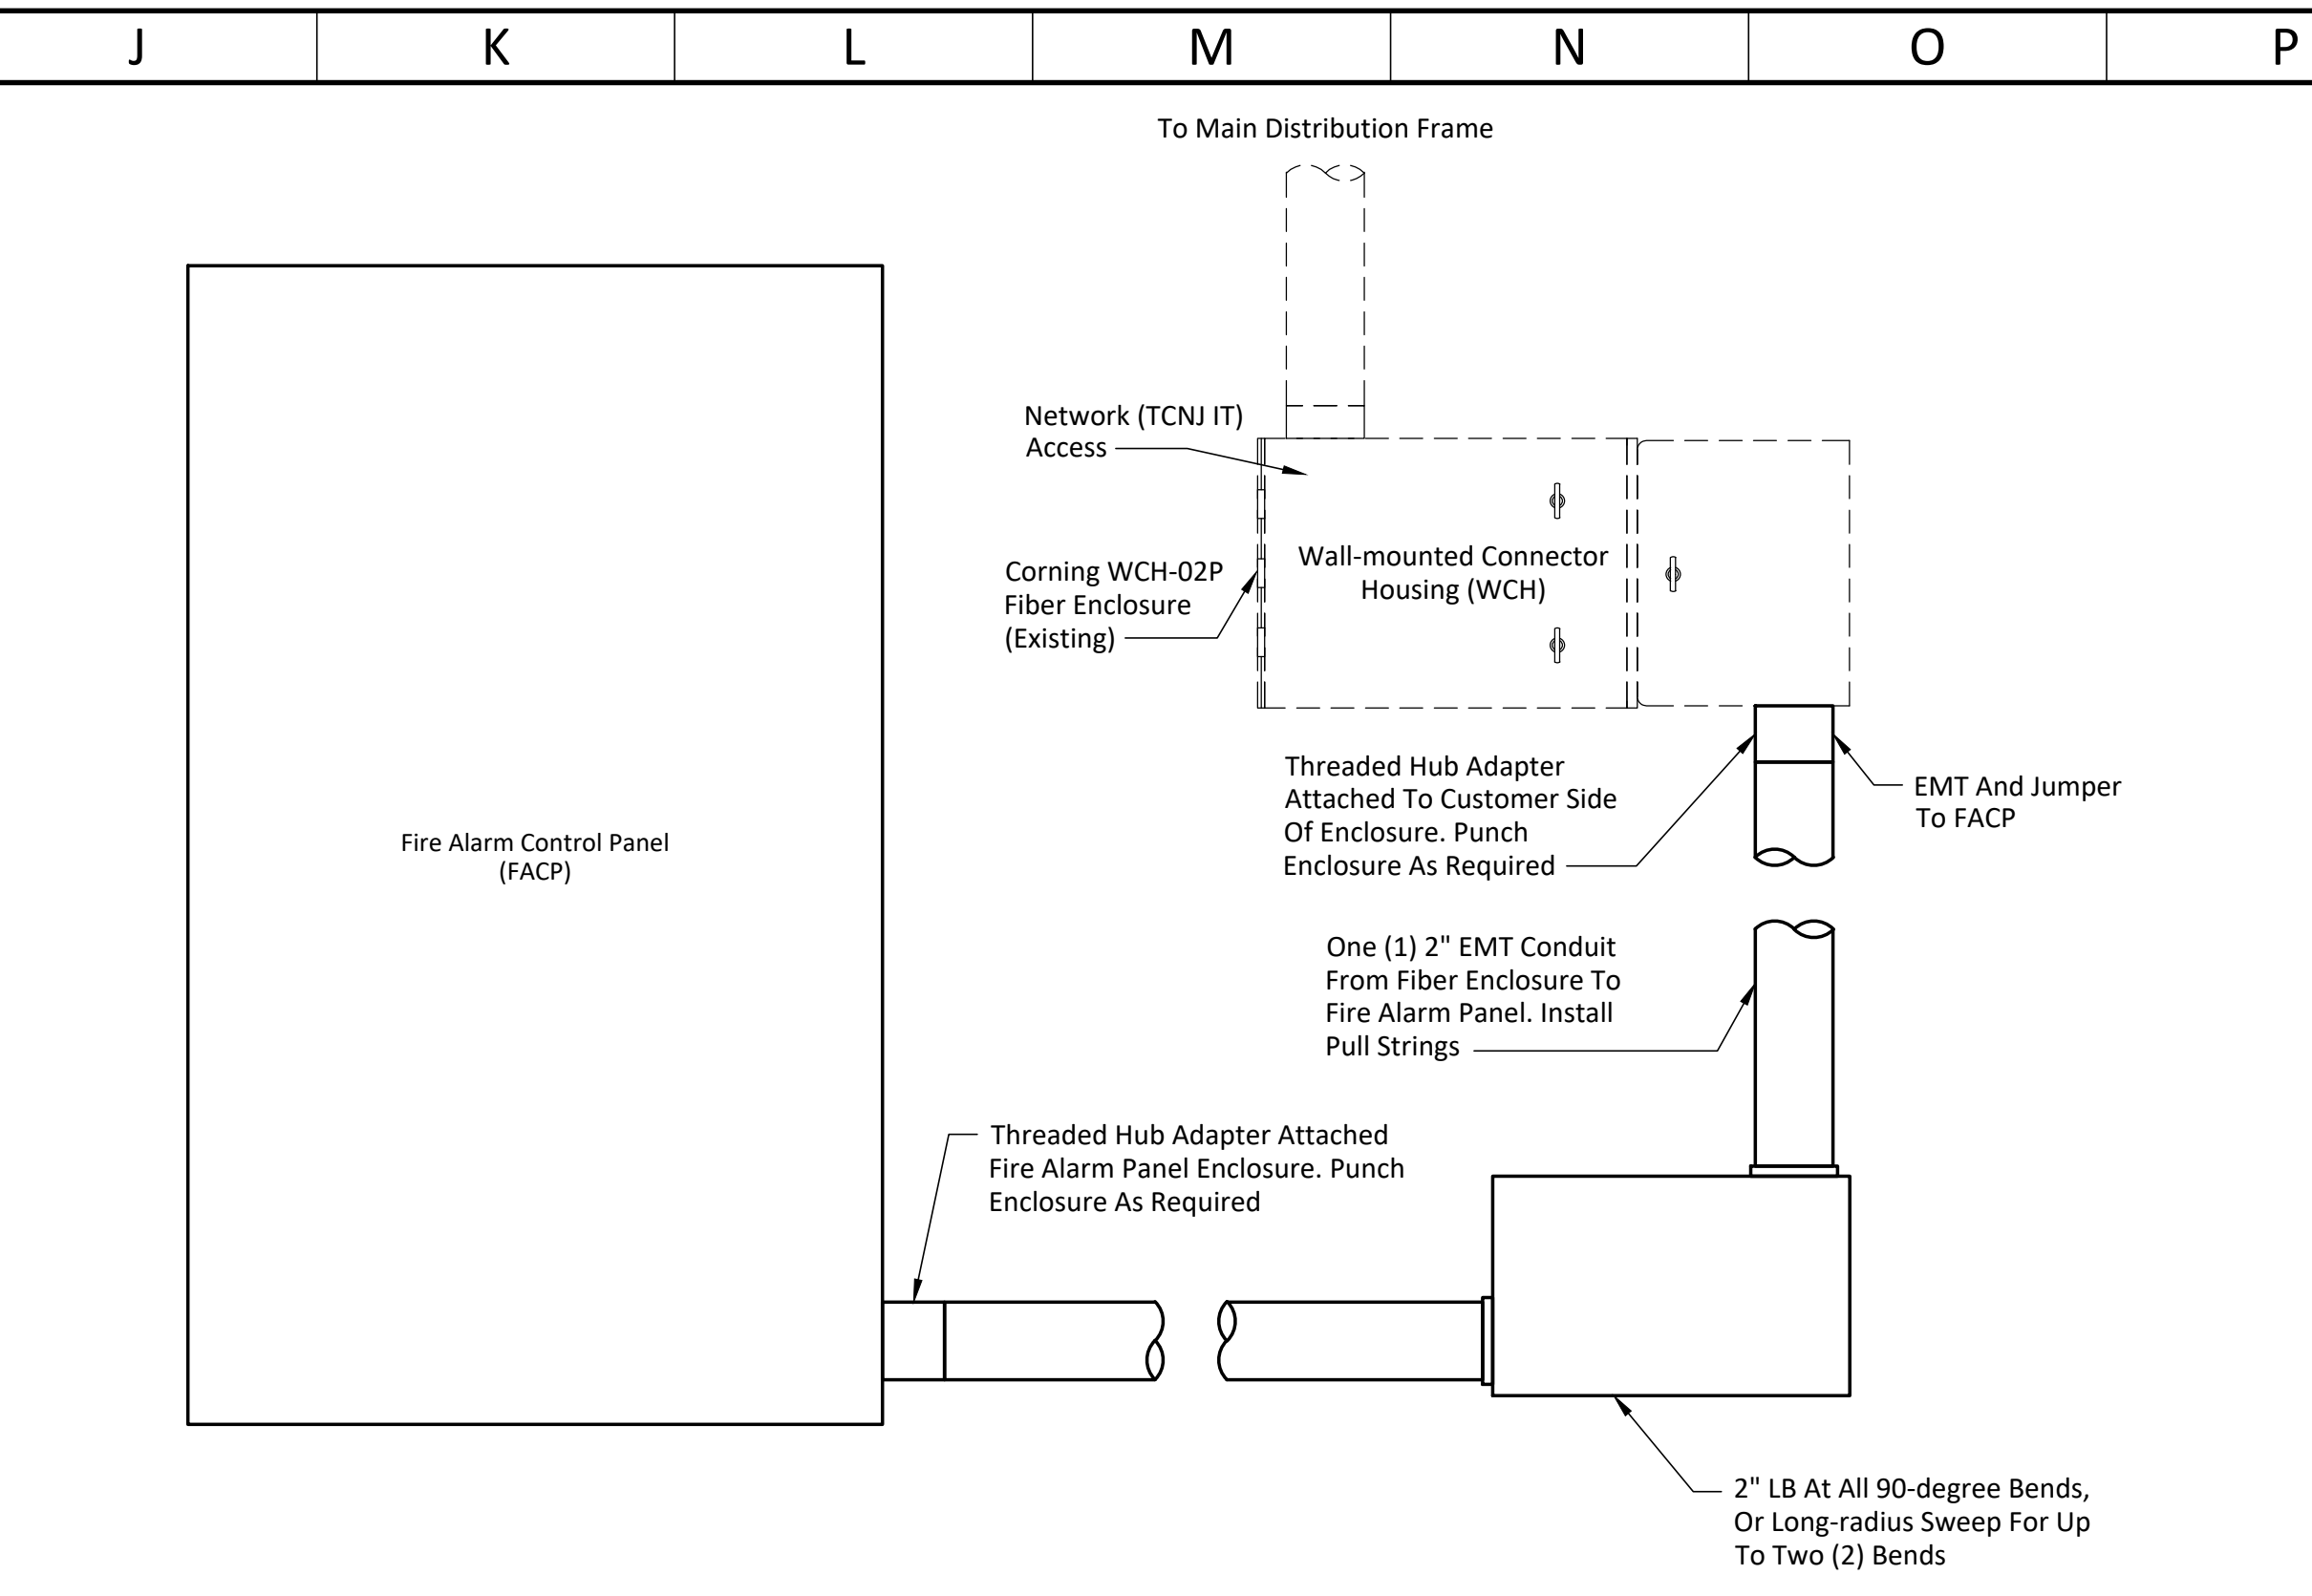 J K L M N O P
To Main Distribution Frame
Network (TCNJ IT)
Access
Corning WCH-02P
Fiber Enclosure
(Existing)
Wall-mounted Connector
Housing (WCH)
Threaded Hub Adapter
Attached To Customer Side
Of Enclosure. Punch
Enclosure As Required
EMT And Jumper
To FACP
Fire Alarm Control Panel
(FACP)
One (1) 2" EMT Conduit
From Fiber Enclosure To
Fire Alarm Panel. Install
Pull Strings
Threaded Hub Adapter Attached
Fire Alarm Panel Enclosure. Punch
Enclosure As Required
2" LB At All 90-degree Bends,
Or Long-radius Sweep For Up
To Two (2) Bends